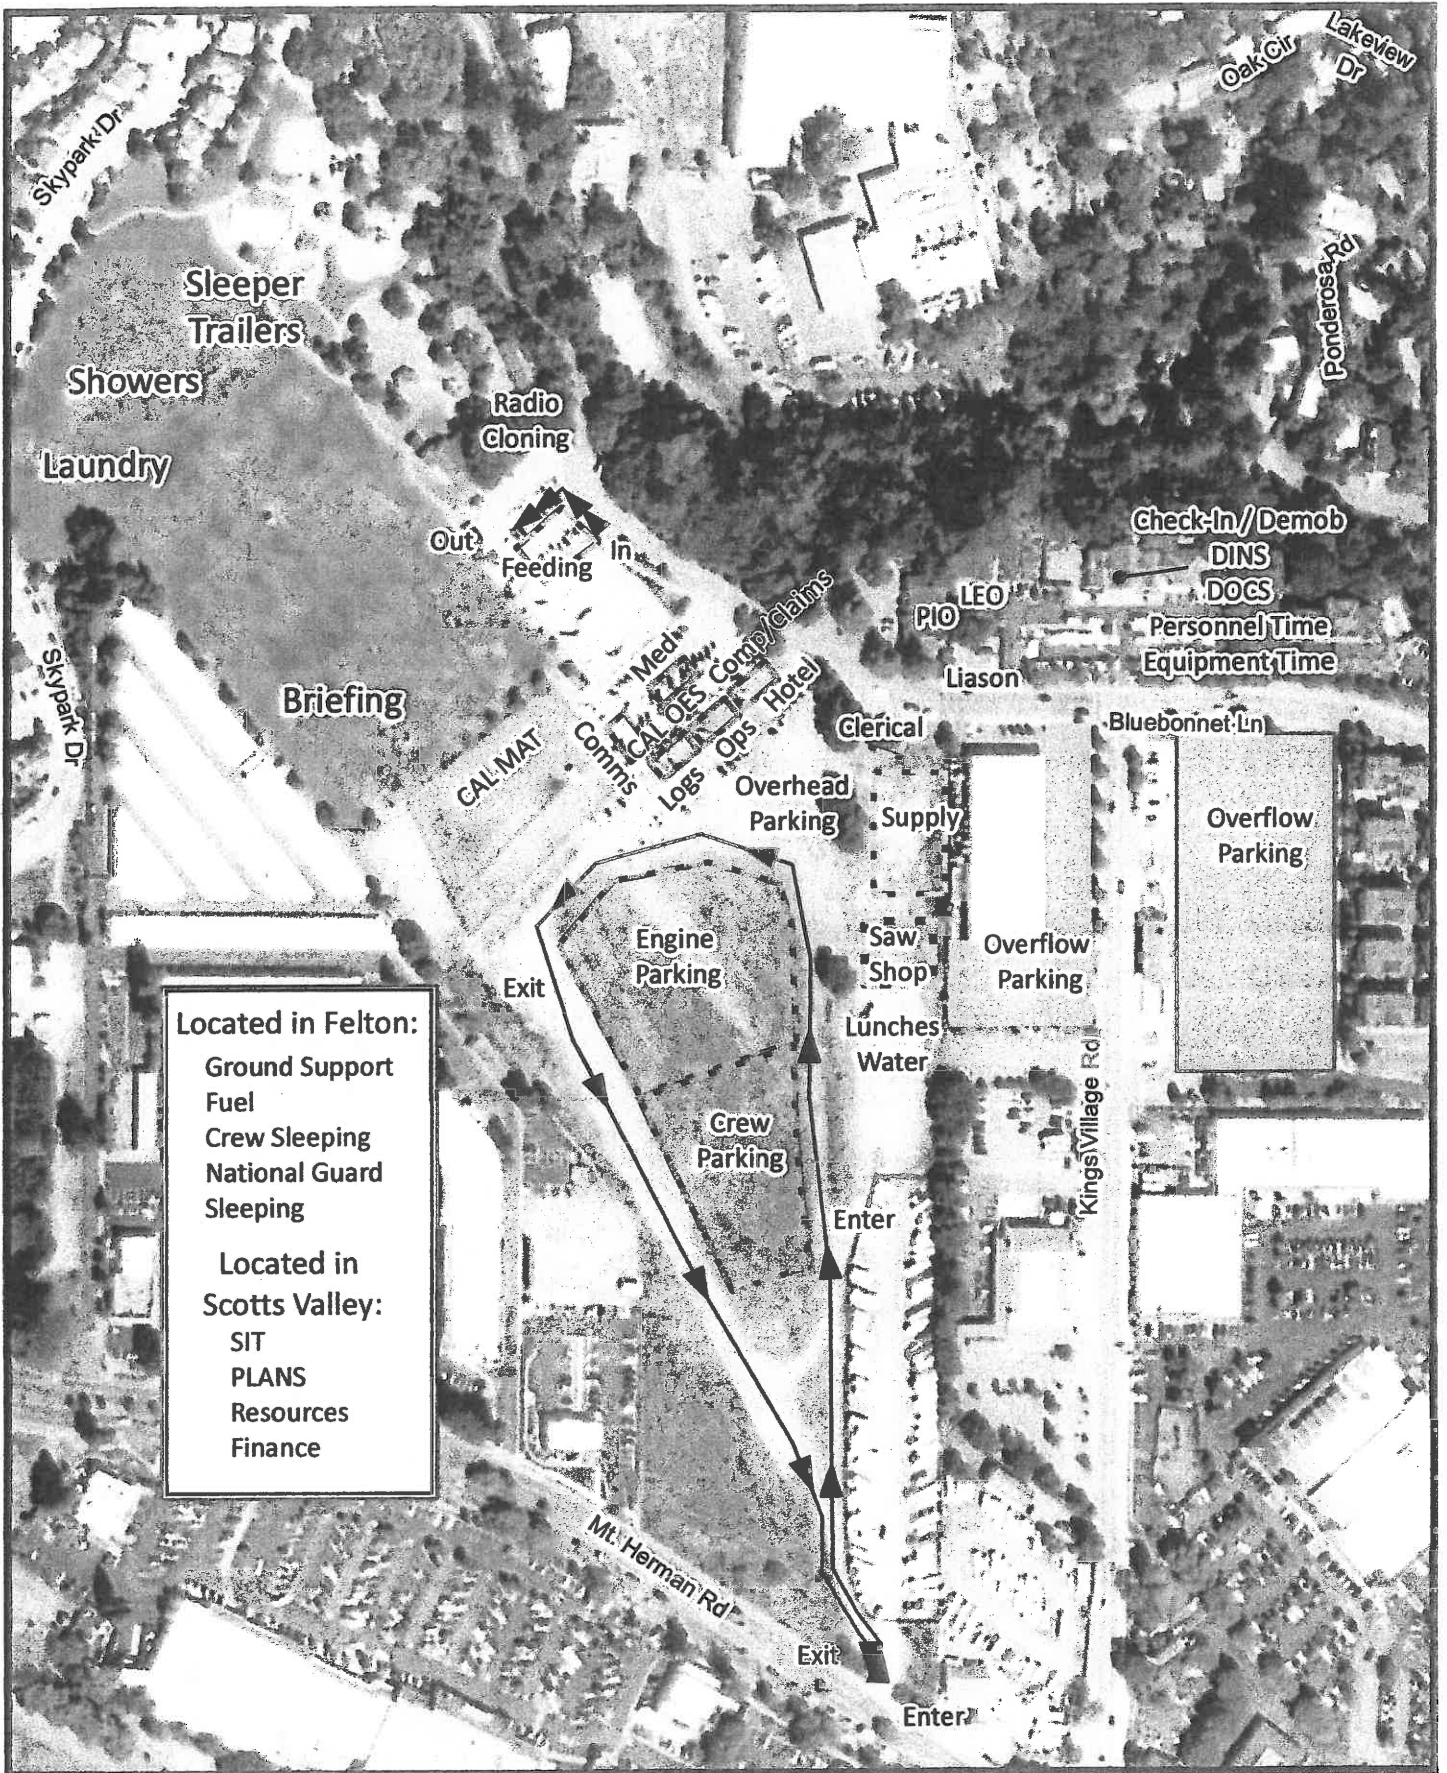 Lakeview
Dr
Oak Cir
Skypark Dr
Ponderosa Rd
Sleeper
Trailers
Showers
Radio
Cloning
Laundry
Out
In
Feeding
Check-In / Demob
DINS
DOCS
Personnel Time
Equipment Time
LEO
PIO
Liason
Skypark Dr
Briefing
Med
Comp/Claims
CAL OES
Hotel
Comms
Ops
Logs
CAL MAT
Clerical
Bluebonnet Ln
Overhead
Parking
Supply
Overflow
Parking
Engine
Parking
Saw
Shop
Overflow
Parking
Exit
Lunches
Water
Kings Village Rd
Crew
Parking
Enter
Located in Felton:
Ground Support
Fuel
Crew Sleeping
National Guard
Sleeping
Located in
Scotts Valley:
SIT
PLANS
Resources
Finance
Mt. Herman Rd
Exit
Enter